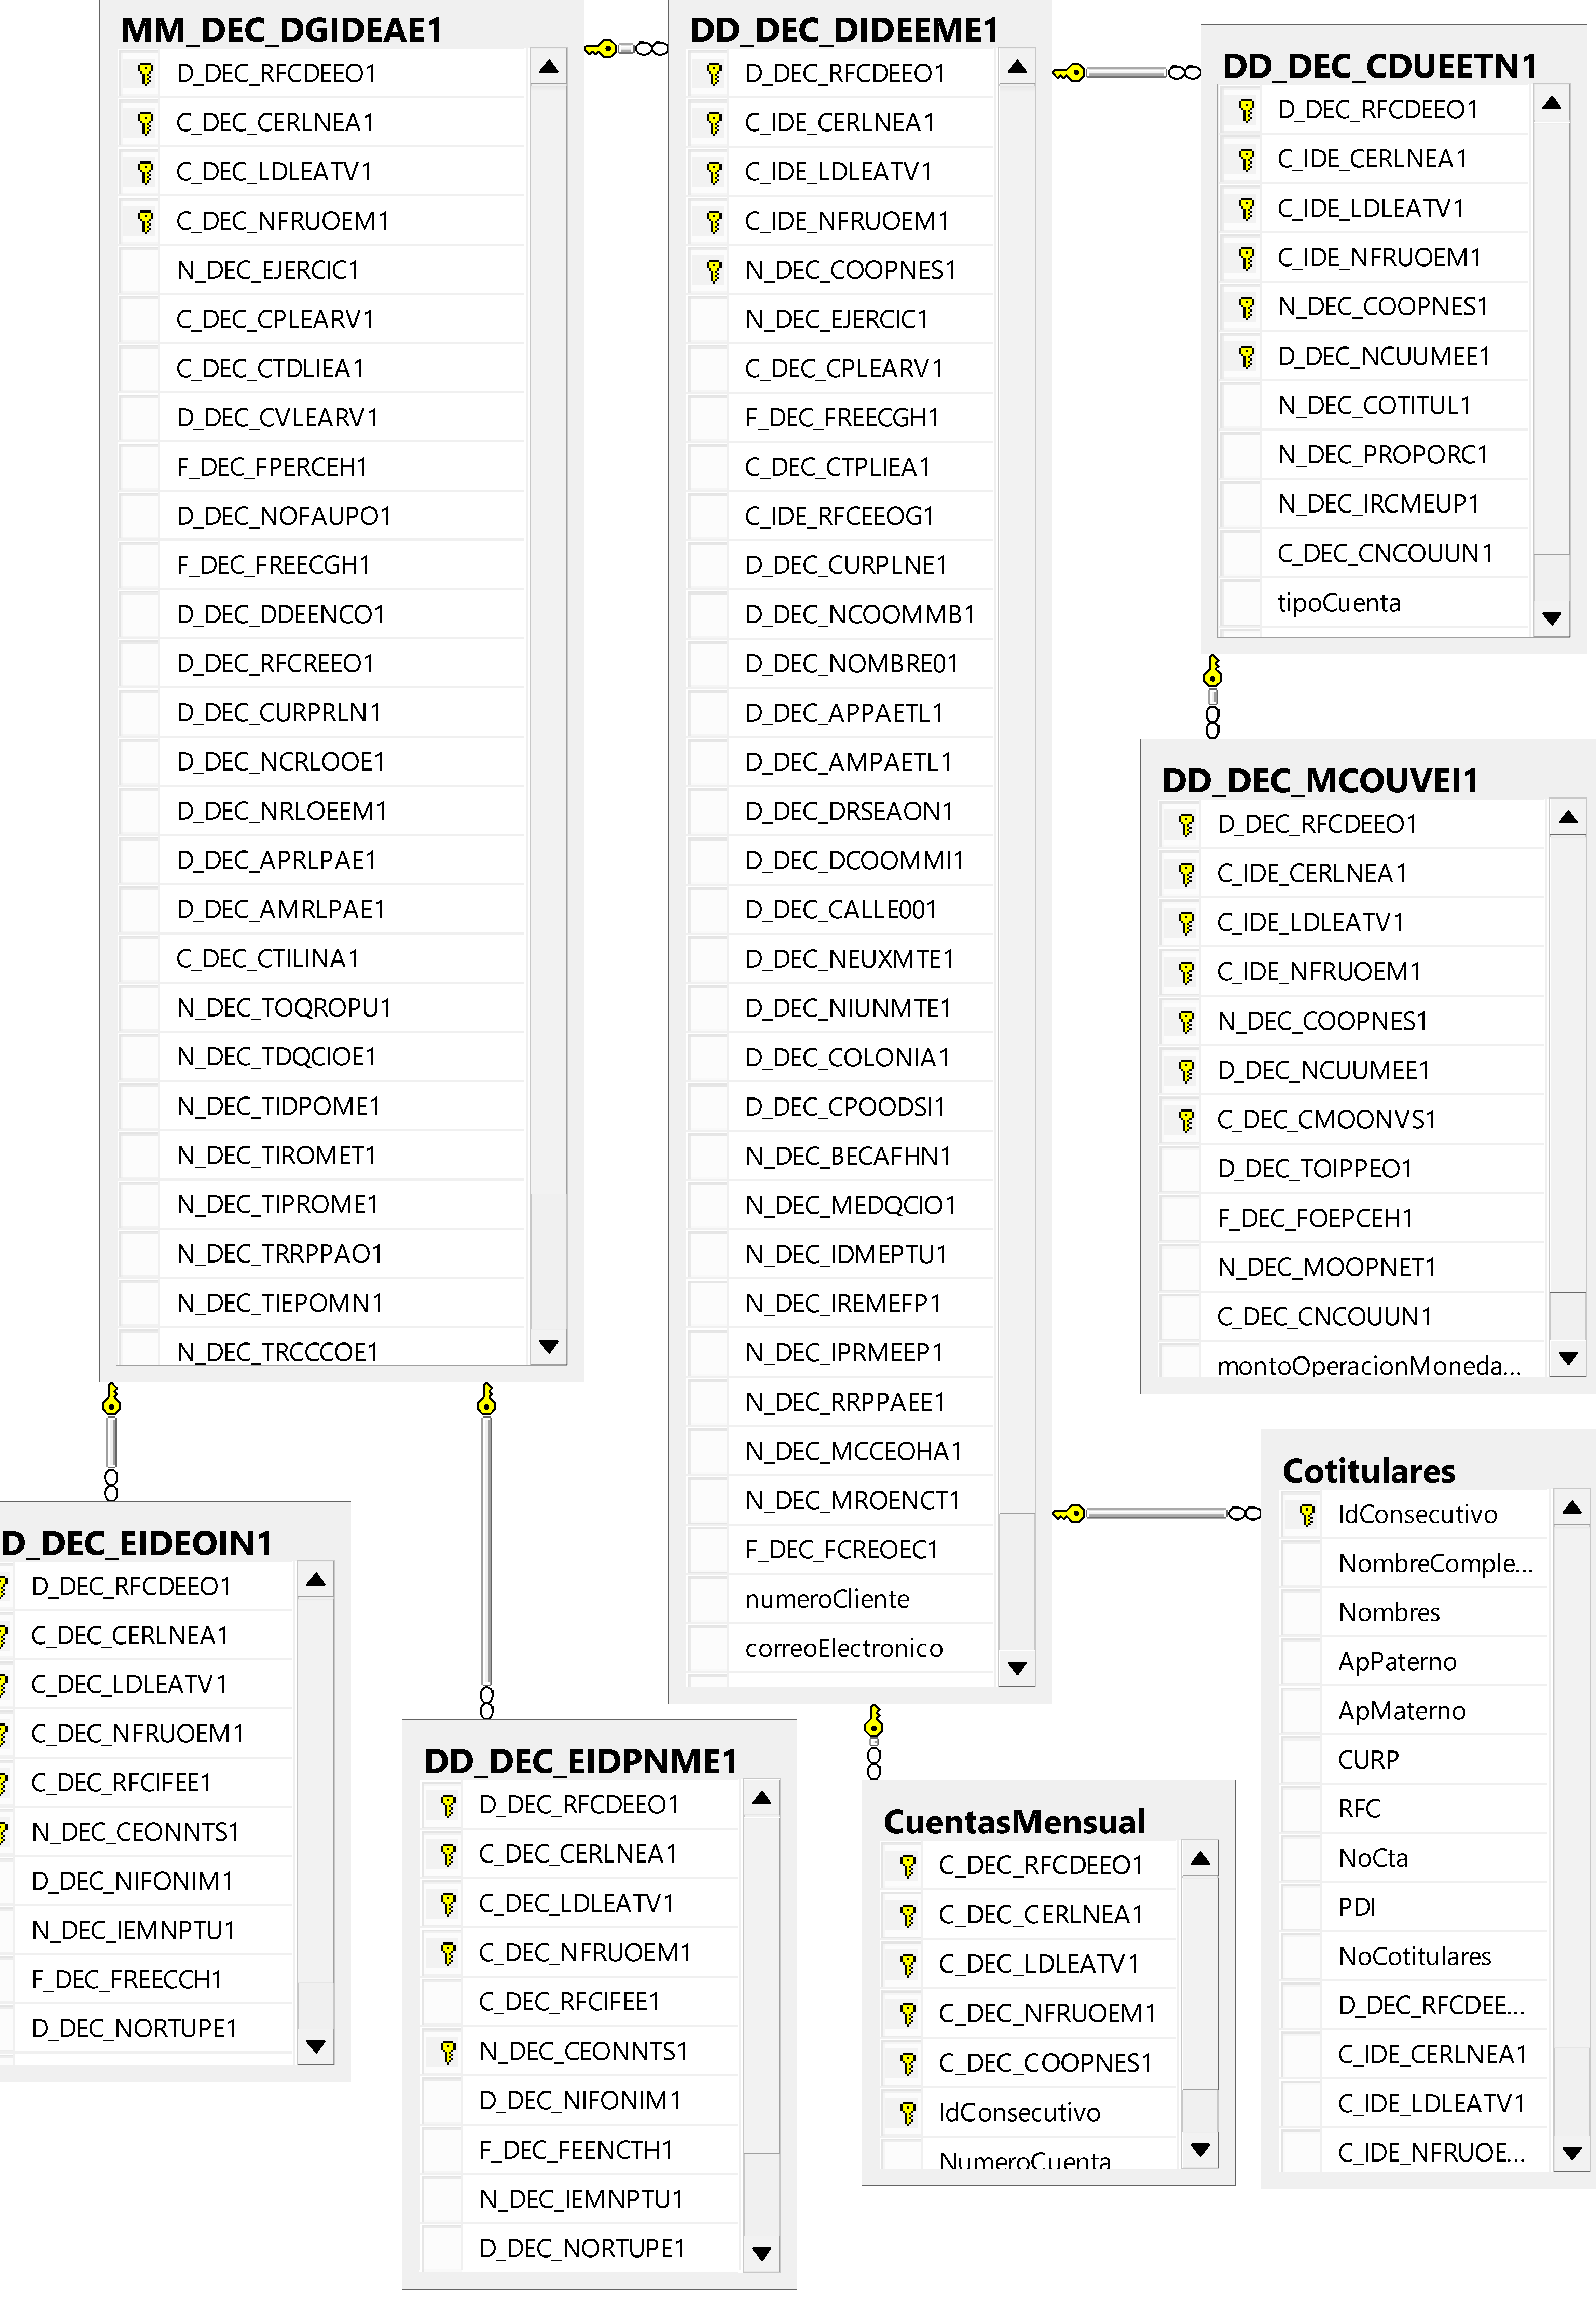 MM_DEC_DGIDEAE1
D_DEC_RFCDEEO1
C_DEC_CERLNEA1
C_DEC_LDLEATV1
C_DEC_NFRUOEM1
N_DEC_EJERCIC1
C_DEC_CPLEARV1
C_DEC_CTDLIEA1
D_DEC_CVLEARV1
F_DEC_FPERCEH1
D_DEC_NOFAUPO1
F_DEC_FREECGH1
D_DEC_DDEENCO1
D_DEC_RFCREEO1
D_DEC_CURPRLN1
D_DEC_NCRLOOE1
D_DEC_NRLOEEM1
D_DEC_APRLPAE1
D_DEC_AMRLPAE1
C_DEC_CTILINA1
N_DEC_TOQROPU1
N_DEC_TDQCIOE1
N_DEC_TIDPOME1
N_DEC_TIROMET1
N_DEC_TIPROME1
N_DEC_TRRPPAO1
N_DEC_TIEPOMN1
N_DEC_TRCCCOE1
DD_DEC_DIDEEME1
D_DEC_RFCDEEO1
C_IDE_CERLNEA1
C_IDE_LDLEATV1
C_IDE_NFRUOEM1
N_DEC_COOPNES1
N_DEC_EJERCIC1
C_DEC_CPLEARV1
F_DEC_FREECGH1
C_DEC_CTPLIEA1
C_IDE_RFCEEOG1
D_DEC_CURPLNE1
D_DEC_NCOOMMB1
D_DEC_NOMBRE01
D_DEC_APPAETL1
D_DEC_AMPAETL1
D_DEC_DRSEAON1
D_DEC_DCOOMMI1
D_DEC_CALLE001
D_DEC_NEUXMTE1
D_DEC_NIUNMTE1
D_DEC_COLONIA1
D_DEC_CPOODSI1
N_DEC_BECAFHN1
N_DEC_MEDQCIO1
N_DEC_IDMEPTU1
N_DEC_IREMEFP1
N_DEC_IPRMEEP1
N_DEC_RRPPAEE1
N_DEC_MCCEOHA1
N_DEC_MROENCT1
F_DEC_FCREOEC1
numeroCliente
correoElectronico
DD_DEC_CDUEETN1
D_DEC_RFCDEEO1
C_IDE_CERLNEA1
C_IDE_LDLEATV1
C_IDE_NFRUOEM1
N_DEC_COOPNES1
D_DEC_NCUUMEE1
N_DEC_COTITUL1
N_DEC_PROPORC1
N_DEC_IRCMEUP1
C_DEC_CNCOUUN1
tipoCuenta
DD_DEC_MCOUVEI1
D_DEC_RFCDEEO1
C_IDE_CERLNEA1
C_IDE_LDLEATV1
C_IDE_NFRUOEM1
N_DEC_COOPNES1
D_DEC_NCUUMEE1
C_DEC_CMOONVS1
D_DEC_TOIPPEO1
F_DEC_FOEPCEH1
N_DEC_MOOPNET1
C_DEC_CNCOUUN1
montoOperacionMoneda...
D_DEC_EIDEOIN1
D_DEC_RFCDEEO1
C_DEC_CERLNEA1
C_DEC_LDLEATV1
C_DEC_NFRUOEM1
C_DEC_RFCIFEE1
N_DEC_CEONNTS1
D_DEC_NIFONIM1
N_DEC_IEMNPTU1
F_DEC_FREECCH1
D_DEC_NORTUPE1
DD_DEC_EIDPNME1
D_DEC_RFCDEEO1
C_DEC_CERLNEA1
C_DEC_LDLEATV1
C_DEC_NFRUOEM1
C_DEC_RFCIFEE1
N_DEC_CEONNTS1
D_DEC_NIFONIM1
F_DEC_FEENCTH1
N_DEC_IEMNPTU1
D_DEC_NORTUPE1
CuentasMensual
C_DEC_RFCDEEO1
C_DEC_CERLNEA1
C_DEC_LDLEATV1
C_DEC_NFRUOEM1
C_DEC_COOPNES1
IdConsecutivo
NumeroCuenta
Cotitulares
IdConsecutivo
NombreComple...
Nombres
ApPaterno
ApMaterno
CURP
RFC
NoCta
PDI
NoCotitulares
D_DEC_RFCDEE...
C_IDE_CERLNEA1
C_IDE_LDLEATV1
C_IDE_NFRUOE...